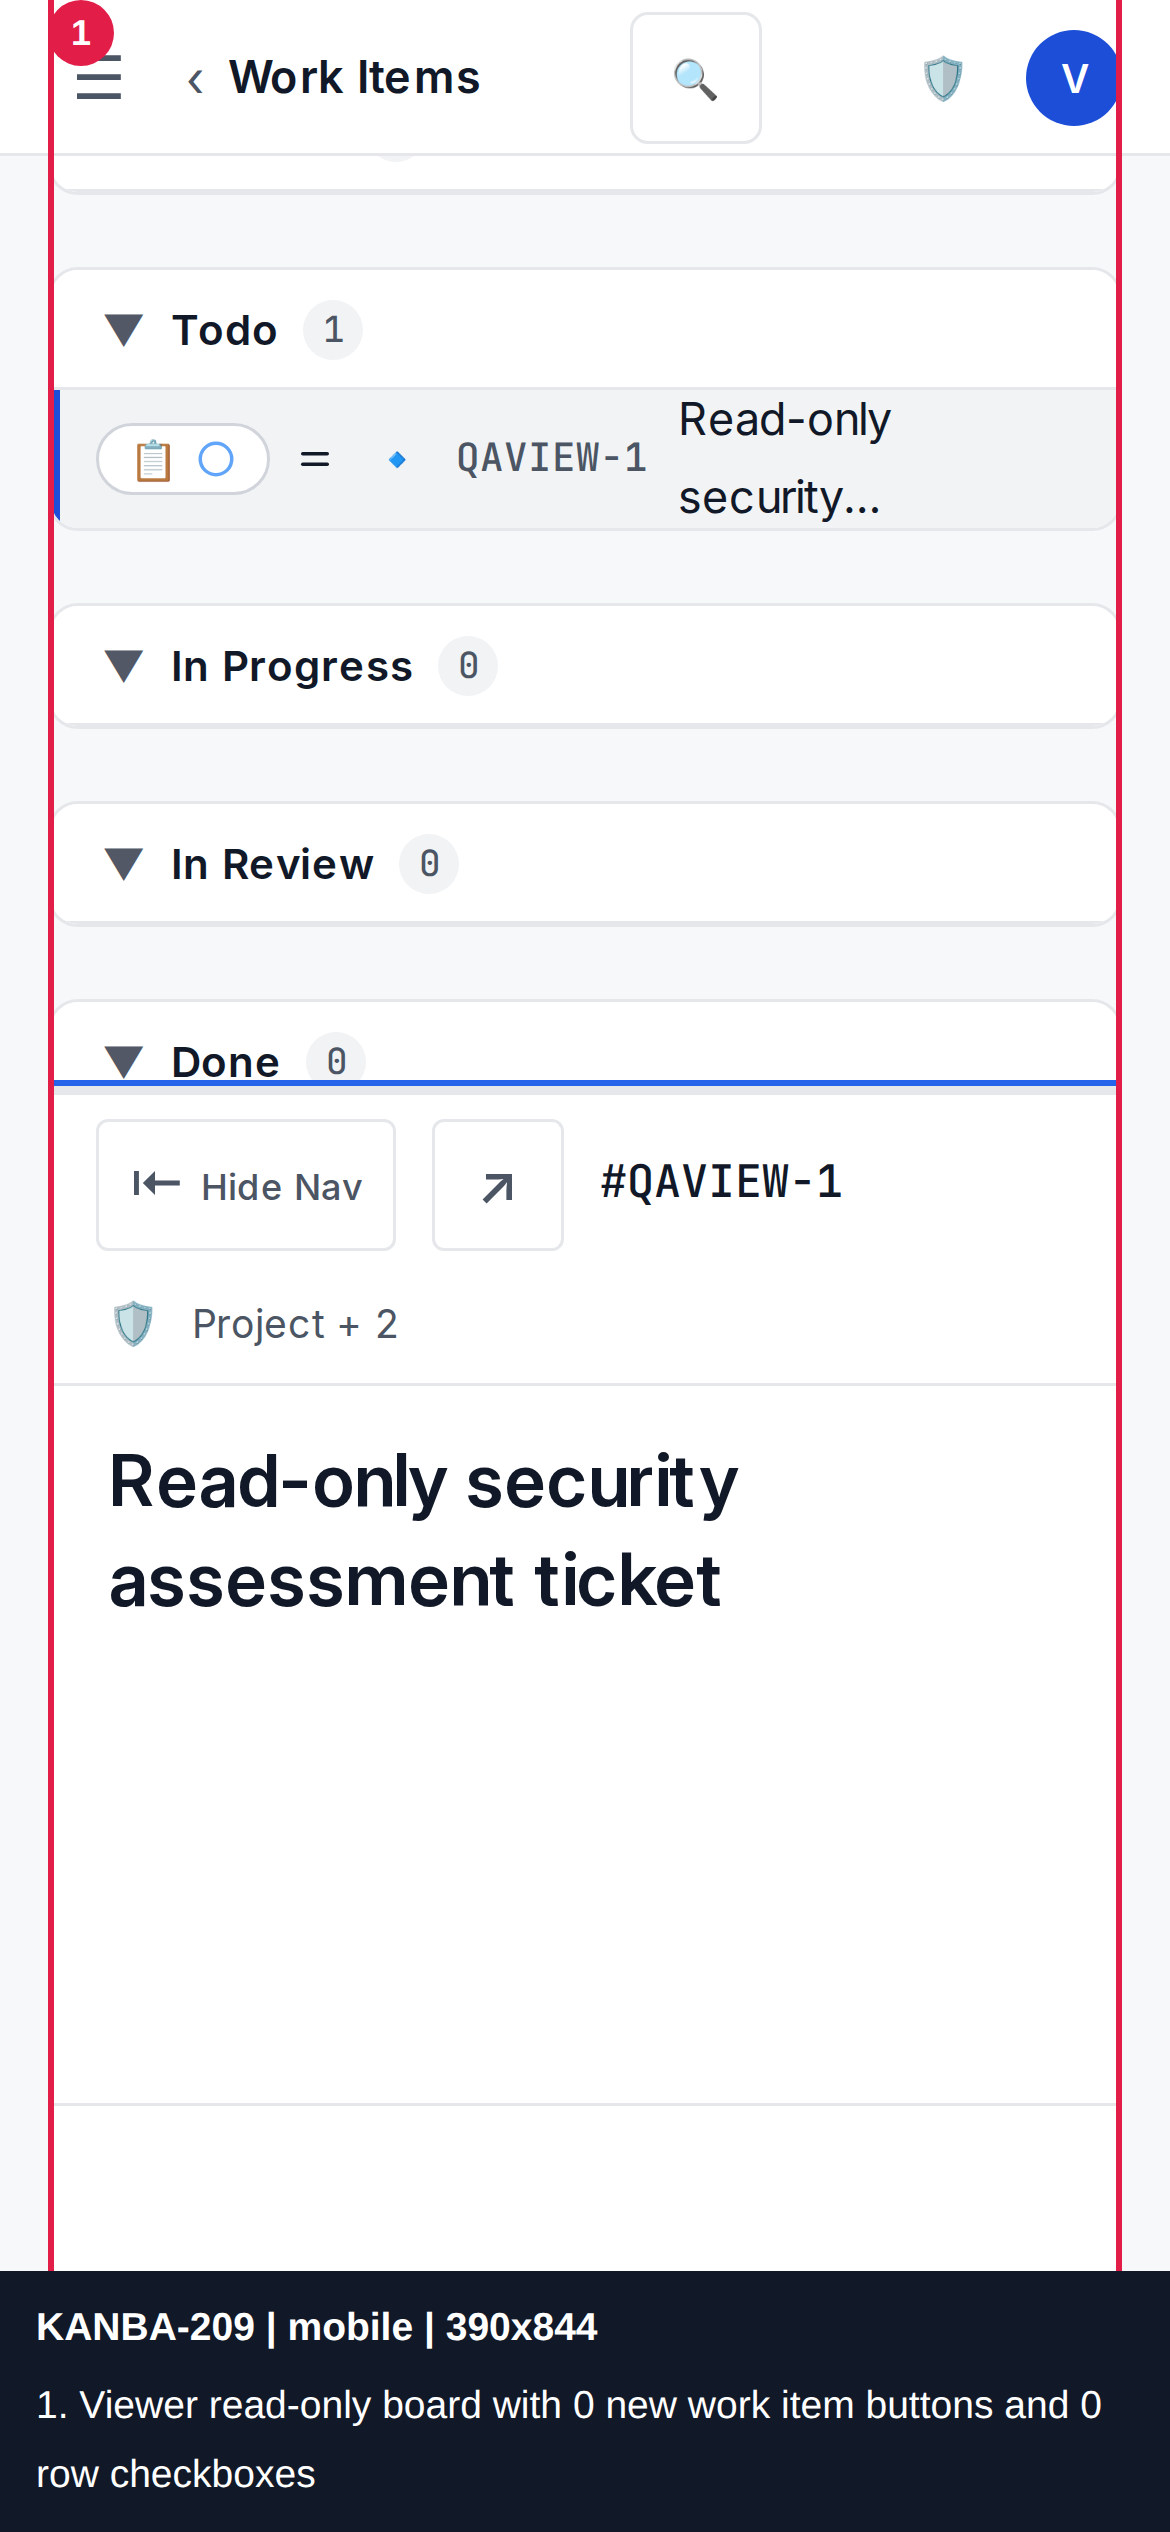 1
‹ Work Items
V
Todo 1
QAVIEW-1
Read-only
security...
In Progress 0
In Review 0
Done 0
Hide Nav
#QAVIEW-1
Project + 2
Read-only security
assessment ticket
KANBA-209 | mobile | 390x844
1. Viewer read-only board with 0 new work item buttons and 0
row checkboxes